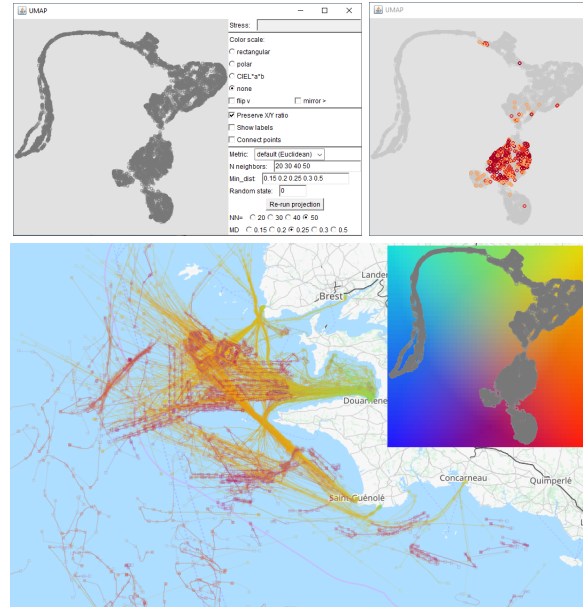 UMAP
Stress:
Color scale:
rectangular
polar
CIEL*a*b
none
flip v mirror >
Preserve X/Y ratio
Show labels
Connect points
Metric: default (Euclidean)
N neighbors: 20 30 40 50
Min_dist: 0.15 0.2 0.25 0.3 0.5
Random state: 0
Re-run projection
NN= 20 30 40 50
MD 0.15 0.2 0.25 0.3 0.5
UMAP
Brest
Lander
Douarnene
Saint-Guénolé
Concarneau
Quimperlé